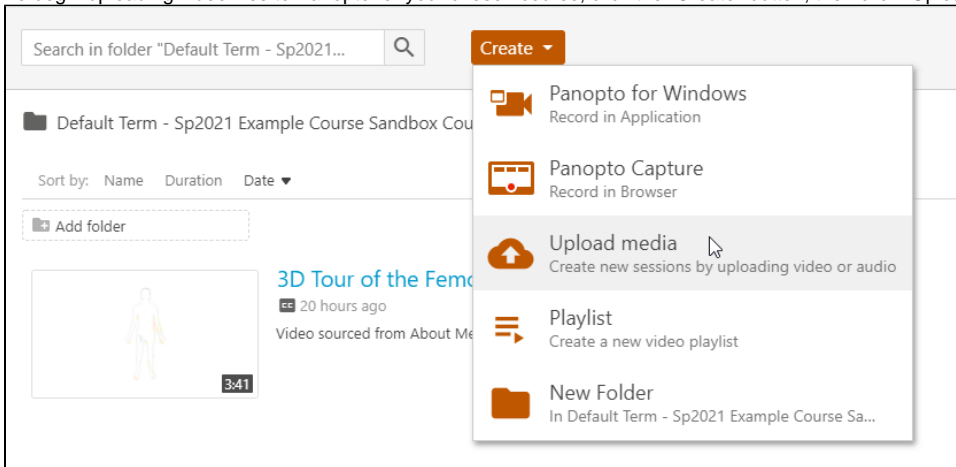 Search in folder "Default Term - Sp2021...
Create
Panopto for Windows
Record in Application
Default Term - Sp2021 Example Course Sandbox Cou
Panopto Capture
Record in Browser
Sort by: Name Duration Date
Add folder
Upload media
Create new sessions by uploading video or audio
3D Tour of the Femo
CC 20 hours ago
Video sourced from About Me
Playlist
Create a new video playlist
3:41
New Folder
In Default Term - Sp2021 Example Course Sa...